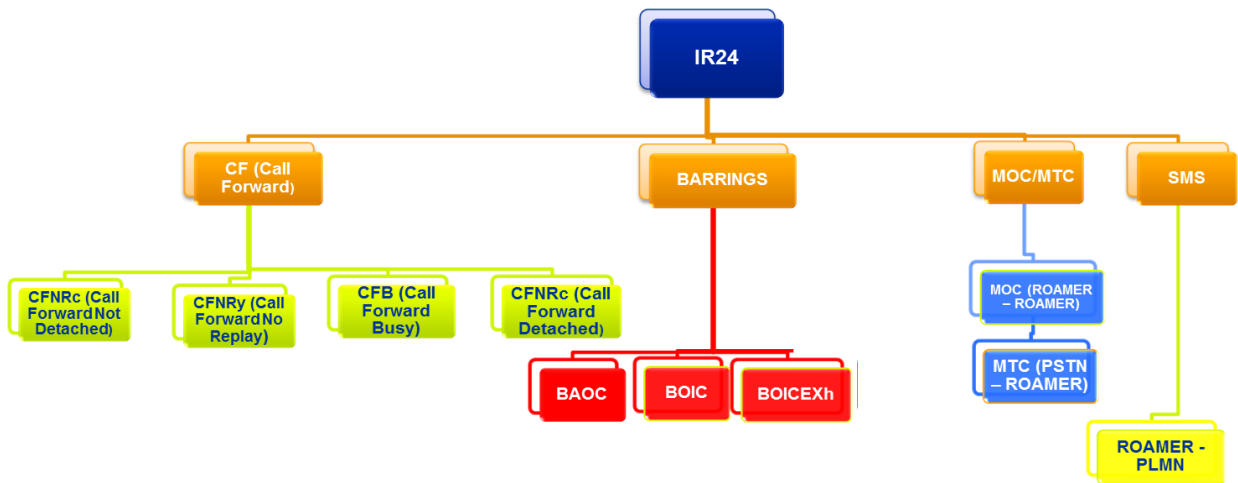 IR24
CF (Call
Forward)
BARRINGS
MOC/MTC
SMS
CFNRc (Call
Forward Not
Detached)
CFNRy (Call
Forward No
Replay)
CFB (Call
Forward
Busy)
CFNRc (Call
Forward
Detached)
MOC (ROAMER
– ROAMER)
MTC (PSTN
– ROAMER)
BAOC
BOIC
BOICEXh
ROAMER -
PLMN